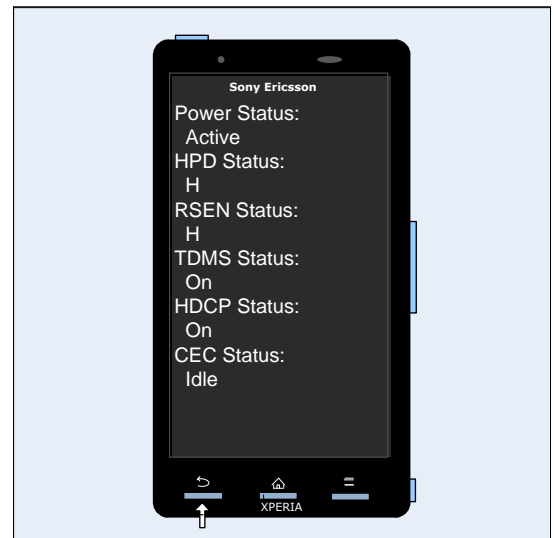 Sony Ericsson
Power Status:
Active
HPD Status:
H
RSEN Status:
H
TDMS Status:
On
HDCP Status:
On
CEC Status:
Idle
XPERIA